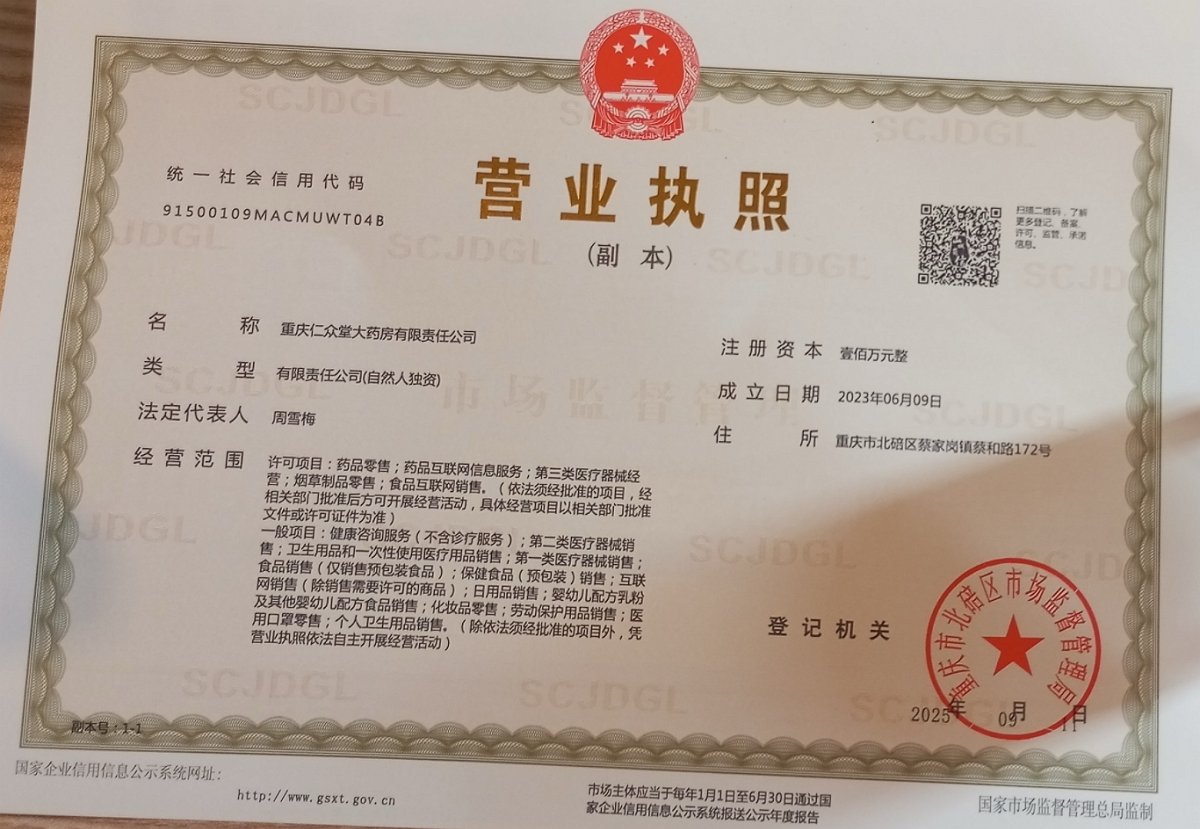 营业执照
(副 本)
统一社会信用代码
91500109MACMUWT04B
扫描二维码,了解
更多登记、备案、
许可、监管、承诺
信息。
名 称 重庆仁众堂大药房有限责任公司
类 型 有限责任公司(自然人独资)
法定代表人 周雪梅
经营范围 许可项目:药品零售;药品互联网信息服务;第三类医疗器械经
营;烟草制品零售;食品互联网销售。(依法须经批准的项目,经
相关部门批准后方可开展经营活动,具体经营项目以相关部门批准
文件或许可证件为准)
一般项目:健康咨询服务(不含诊疗服务);第二类医疗器械销
售;卫生用品和一次性使用医疗用品销售;第一类医疗器械销售;
食品销售(仅销售预包装食品);保健食品(预包装)销售;互联
网销售(除销售需要许可的商品);日用品销售;婴幼儿配方乳粉
及其他婴幼儿配方食品销售;化妆品零售;劳动保护用品销售;医
用口罩零售;个人卫生用品销售。(除依法须经批准的项目外,凭
营业执照依法自主开展经营活动)
注册资本 壹佰万元整
成立日期 2023年06月09日
住 所 重庆市北碚区蔡家岗镇蔡和路172号
登记机关
重庆市北碚区市场监督管理局
2025年 09月 11日
副本号:1-1
国家企业信用信息公示系统网址:
http://www.gsxt.gov.cn
市场主体应当于每年1月1日至6月30日通过国
家企业信用信息公示系统报送公示年度报告
国家市场监督管理总局监制
市场监督管理
SCJDGL